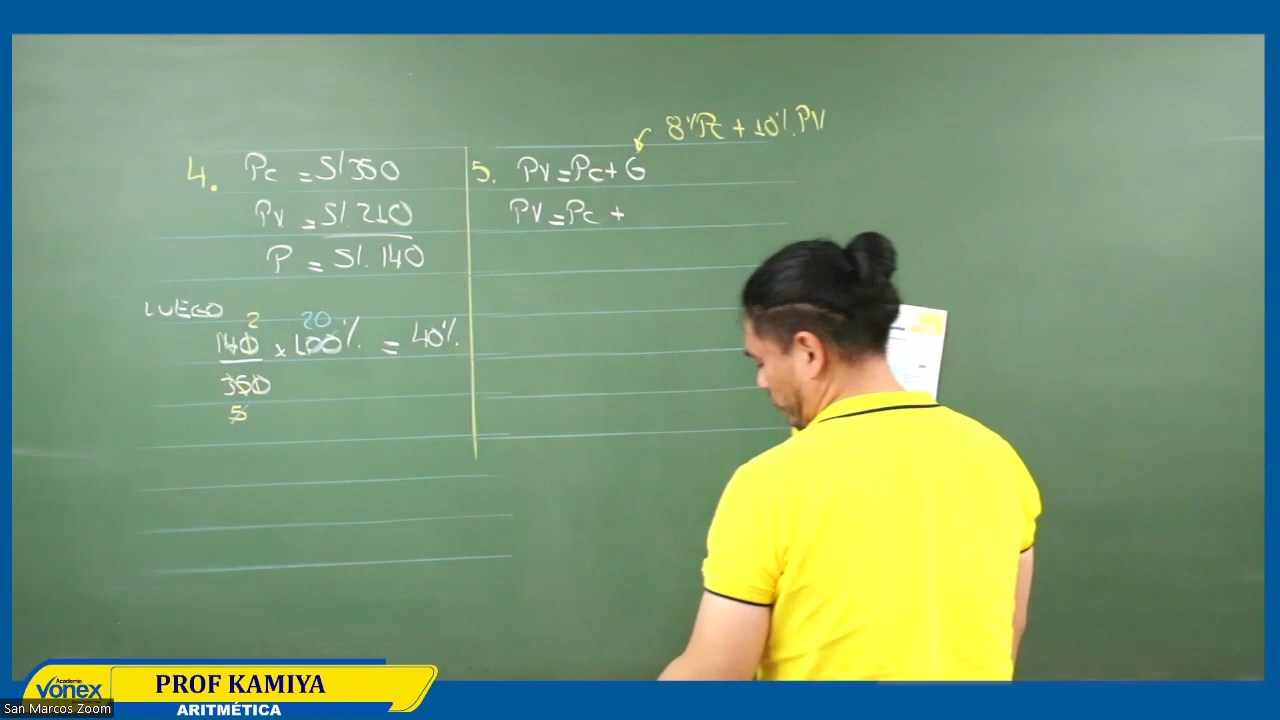 8%Pc + 10%.PV
4. Pc = S/350
PV = S/.210
P = S/.140
LUEGO
2 20
140 x 100% = 40%
350
5
5. PV = Pc + G
PV = Pc +
Academia
vonex
PROF KAMIYA
ARITMÉTICA
San Marcos Zoom